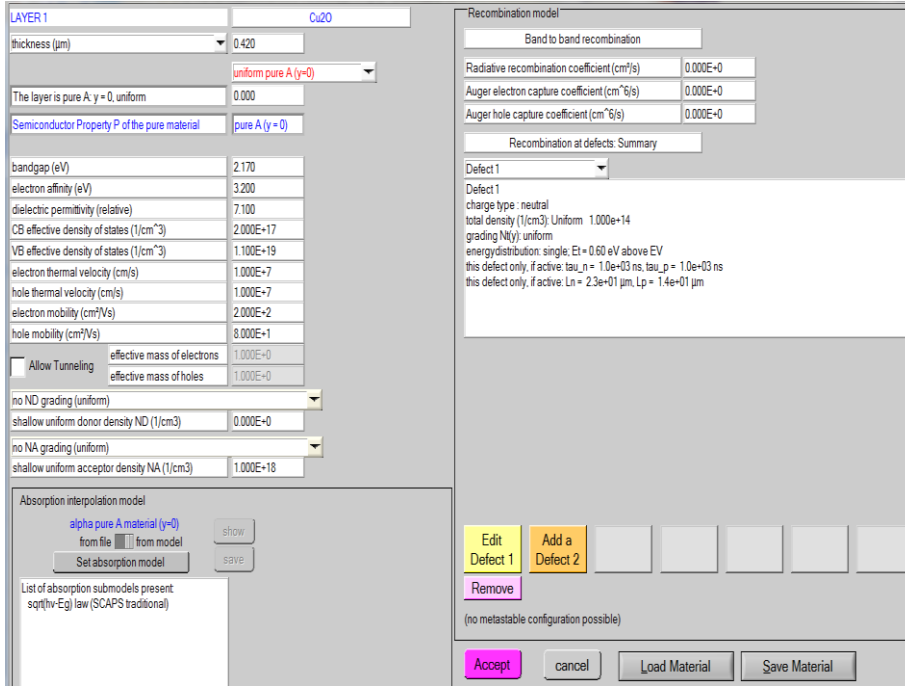 LAYER 1 Cu2O
thickness (µm) 0.420
uniform pure A (y=0)
The layer is pure A: y = 0, uniform 0.000
Semiconductor Property P of the pure material pure A (y = 0)
bandgap (eV) 2.170
electron affinity (eV) 3.200
dielectric permittivity (relative) 7.100
CB effective density of states (1/cm^3) 2.000E+17
VB effective density of states (1/cm^3) 1.100E+19
electron thermal velocity (cm/s) 1.000E+7
hole thermal velocity (cm/s) 1.000E+7
electron mobility (cm²/Vs) 2.000E+2
hole mobility (cm²/Vs) 8.000E+1
Allow Tunneling
effective mass of electrons 1.000E+0
effective mass of holes 1.000E+0
no ND grading (uniform)
shallow uniform donor density ND (1/cm3) 0.000E+0
no NA grading (uniform)
shallow uniform acceptor density NA (1/cm3) 1.000E+18
Absorption interpolation model
alpha pure A material (y=0)
from file from model
show
Set absorption model
save
List of absorption submodels present:
sqrt(hv-Eg) law (SCAPS traditional)
Recombination model
Band to band recombination
Radiative recombination coefficient (cm³/s) 0.000E+0
Auger electron capture coefficient (cm^6/s) 0.000E+0
Auger hole capture coefficient (cm^6/s) 0.000E+0
Recombination at defects: Summary
Defect 1
Defect 1
charge type : neutral
total density (1/cm3): Uniform 1.000e+14
grading Nt(y): uniform
energydistribution: single; Et = 0.60 eV above EV
this defect only, if active: tau_n = 1.0e+03 ns, tau_p = 1.0e+03 ns
this defect only, if active: Ln = 2.3e+01 µm, Lp = 1.4e+01 µm
Edit
Defect 1
Add a
Defect 2
Remove
(no metastable configuration possible)
Accept
cancel
Load Material
Save Material